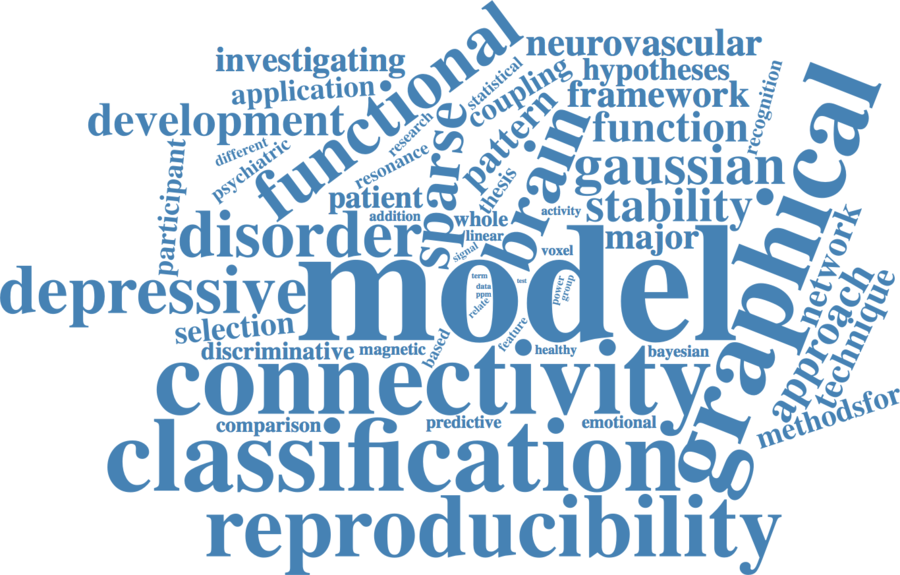 functional
neurovascular
investigating
hypotheses
application
statistical
coupling
framework
recognition
development
research
pattern
function
different
psychiatric
resonance
sparse
brain
gaussian
participant
patient
thesis
stability
addition
whole
activity
disorder
linear
major
graphical
signal
voxel
model
term
test
data
ppm
relate
power
group
network
depressive
approach
technique
selection
discriminative
magnetic
based
feature
healthy
bayesian
connectivity
methodsfor
comparison
predictive
emotional
classification
reproducibility